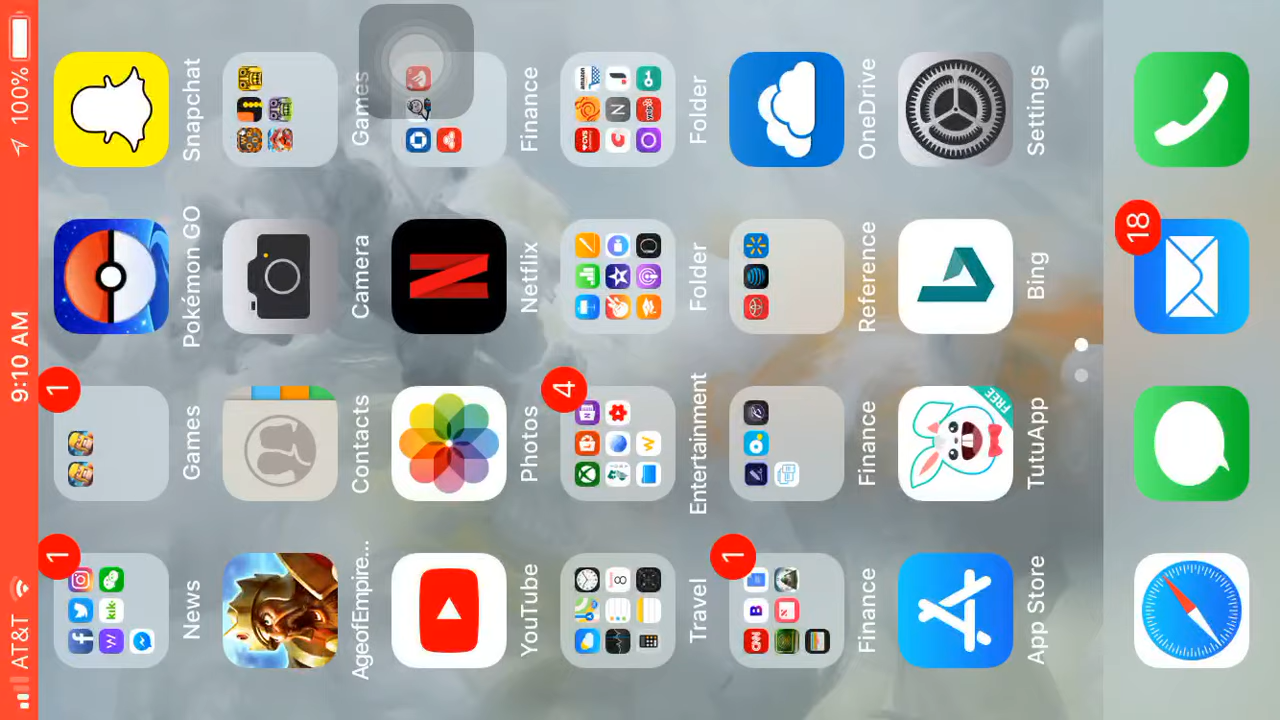 AT&T 9:10 AM 100%
1
1
News Games Pokémon GO Snapchat
AgeofEmpire... Contacts Camera Games
YouTube Photos Netflix Finance
4
Travel Entertainment Folder Folder
1
Finance Finance Reference OneDrive
FREE
App Store TutuApp Bing Settings
18